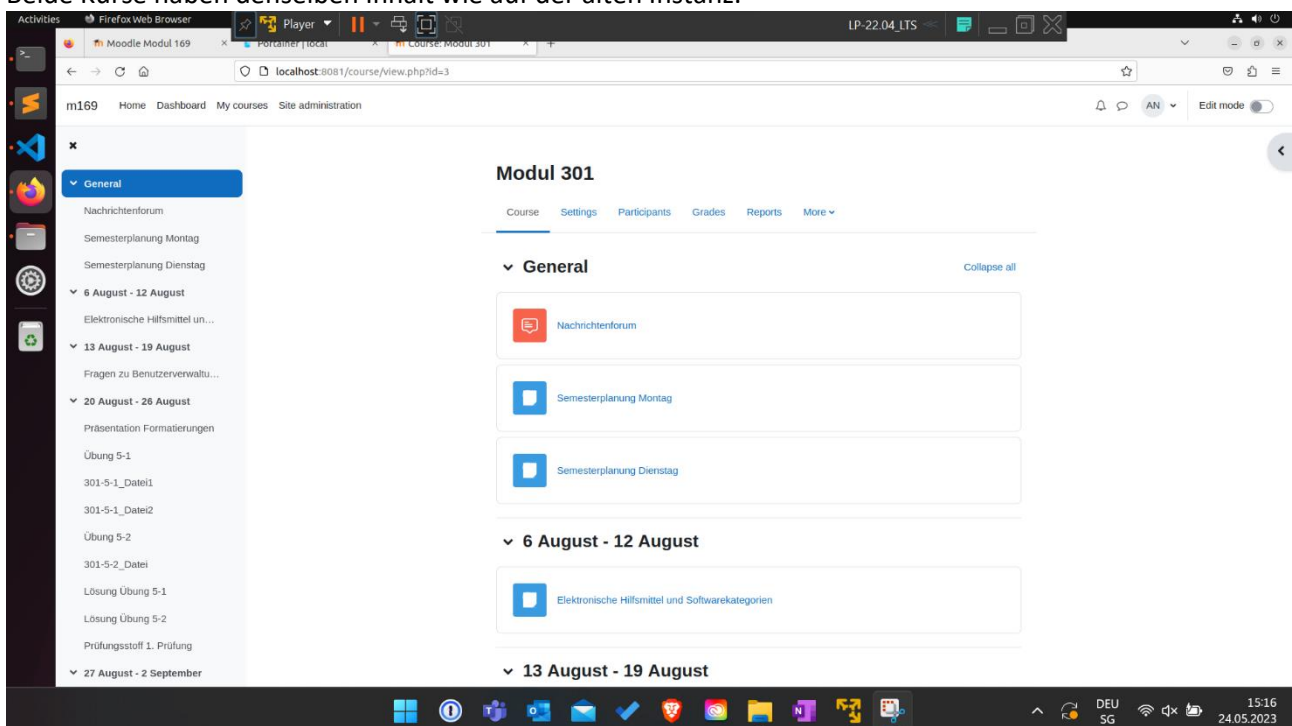 Beide Kurse haben denselben Inhalt wie auf der alten Instanz.
Activities Firefox Web Browser Player LP-22.04_LTS
Moodle Modul 169 × Portainer | local × Course: Modul 301 × +
localhost:8081/course/view.php?id=3
m169 Home Dashboard My courses Site administration AN Edit mode
General
Nachrichtenforum
Semesterplanung Montag
Semesterplanung Dienstag
6 August - 12 August
Elektronische Hilfsmittel un...
13 August - 19 August
Fragen zu Benutzerverwaltu...
20 August - 26 August
Präsentation Formatierungen
Übung 5-1
301-5-1_Datei1
301-5-1_Datei2
Übung 5-2
301-5-2_Datei
Lösung Übung 5-1
Lösung Übung 5-2
Prüfungsstoff 1. Prüfung
27 August - 2 September
Modul 301
Course Settings Participants Grades Reports More
General Collapse all
Nachrichtenforum
Semesterplanung Montag
Semesterplanung Dienstag
6 August - 12 August
Elektronische Hilfsmittel und Softwarekategorien
13 August - 19 August
DEU 15:16
SG 24.05.2023